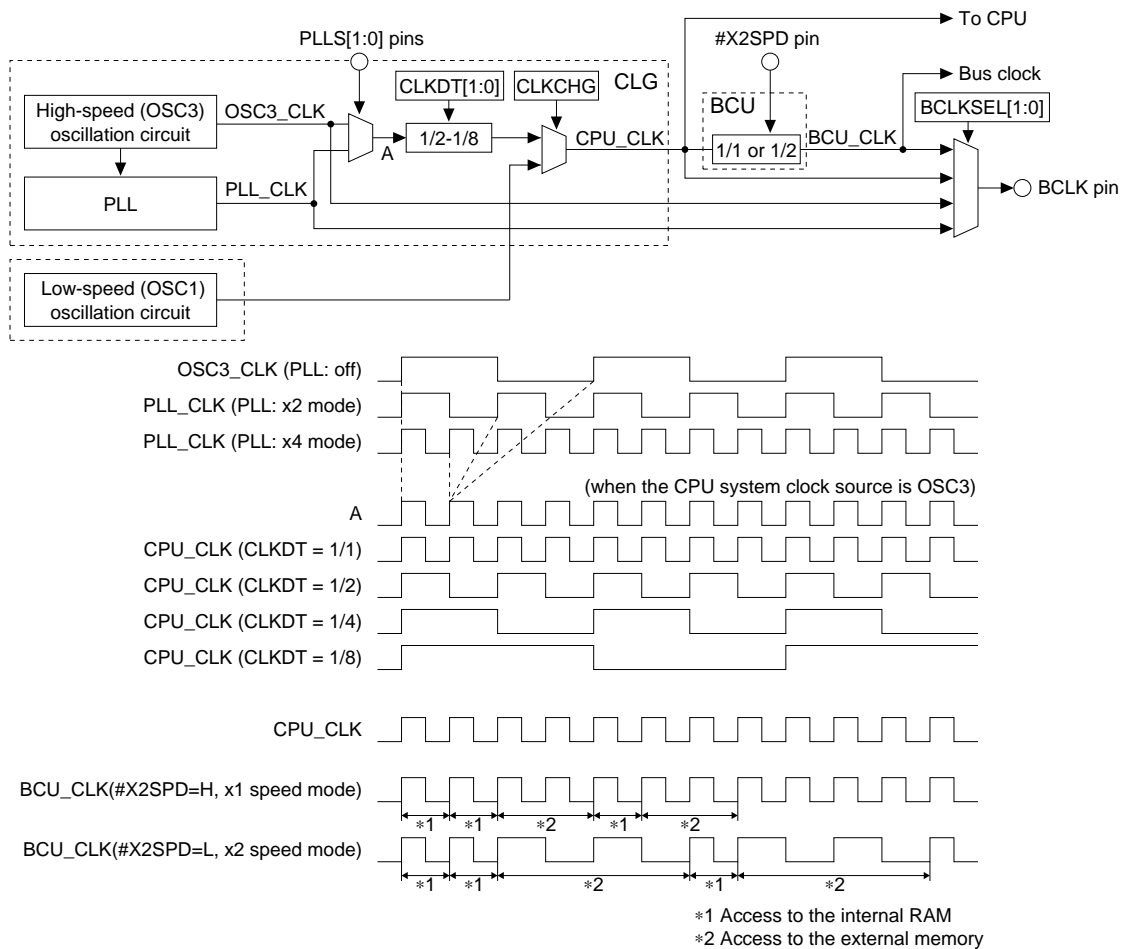 To CPU
PLLS[1:0] pins
#X2SPD pin
CLG
Bus clock
CLKDT[1:0]
CLKCHG
BCU
BCLKSEL[1:0]
High-speed (OSC3)
oscillation circuit
OSC3_CLK
1/2-1/8
A
CPU_CLK
1/1 or 1/2
BCU_CLK
PLL
PLL_CLK
BCLK pin
Low-speed (OSC1)
oscillation circuit
OSC3_CLK (PLL: off)
PLL_CLK (PLL: x2 mode)
PLL_CLK (PLL: x4 mode)
(when the CPU system clock source is OSC3)
A
CPU_CLK (CLKDT = 1/1)
CPU_CLK (CLKDT = 1/2)
CPU_CLK (CLKDT = 1/4)
CPU_CLK (CLKDT = 1/8)
CPU_CLK
BCU_CLK(#X2SPD=H, x1 speed mode)
∗1 ∗1 ∗2 ∗1 ∗2
BCU_CLK(#X2SPD=L, x2 speed mode)
∗1 ∗1 ∗2 ∗1 ∗2
∗1 Access to the internal RAM
∗2 Access to the external memory